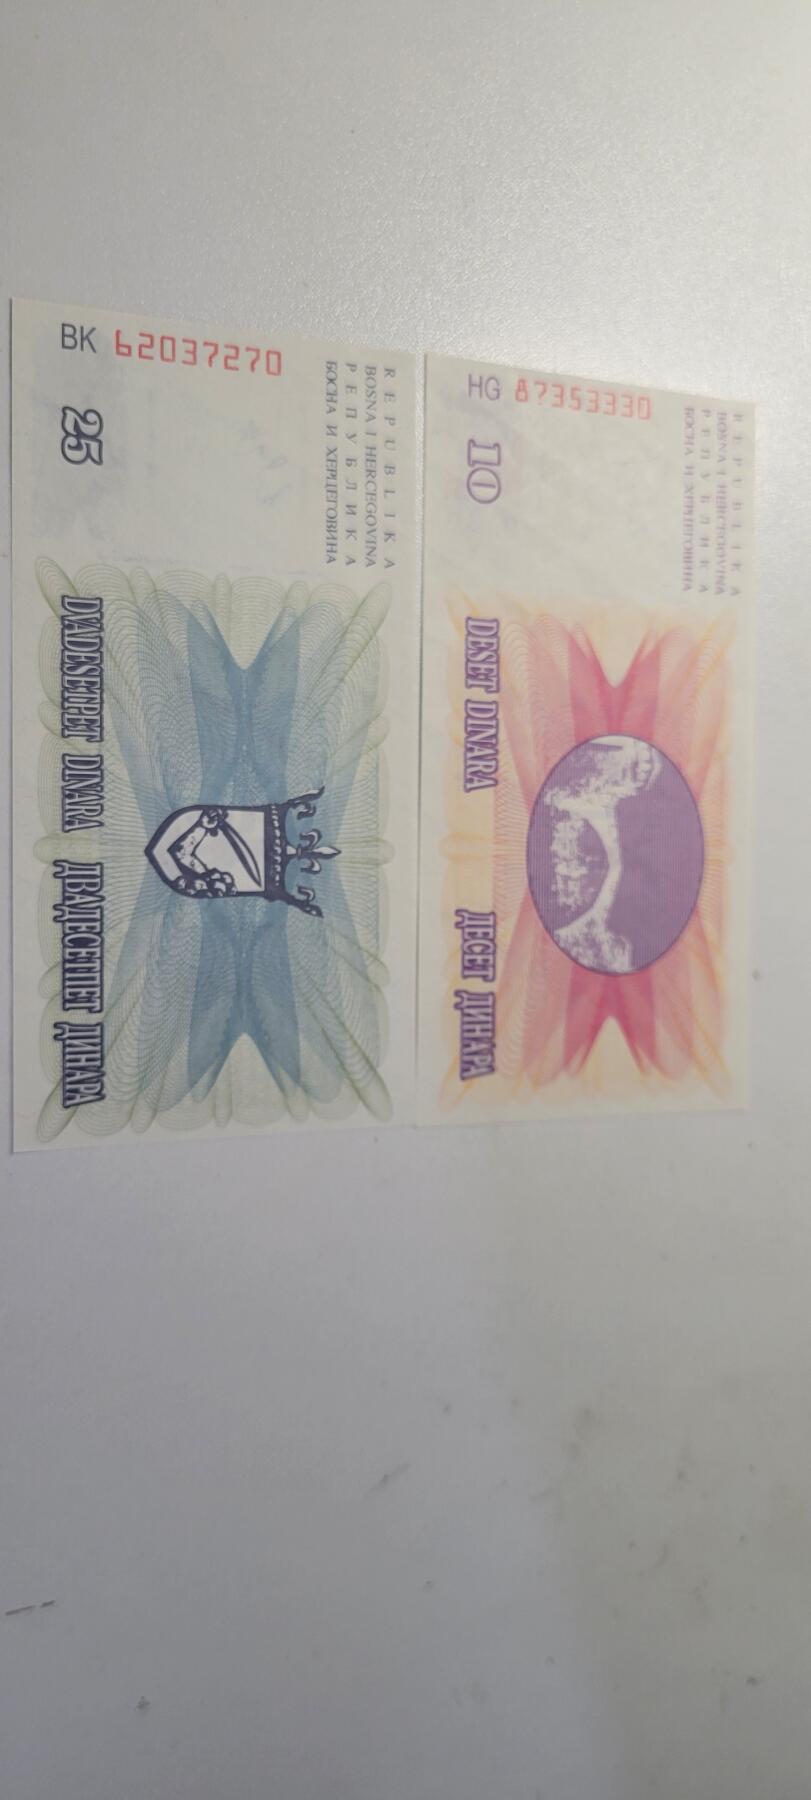 REPUBLIKA
BOSNA I HERCEGOVINA
РЕПУБЛИКА
БОСНА И ХЕРЦЕГОВИНА
BK 62037270
25
DVADESETPET DINARA ДВАДЕСЕТПЕТ ДИНАРА
REPUBLIKA
BOSNA I HERCEGOVINA
РЕПУБЛИКА
БОСНА И ХЕРЦЕГОВИНА
HG 87353330
10
DESET DINARA ДЕСЕТ ДИНАРА